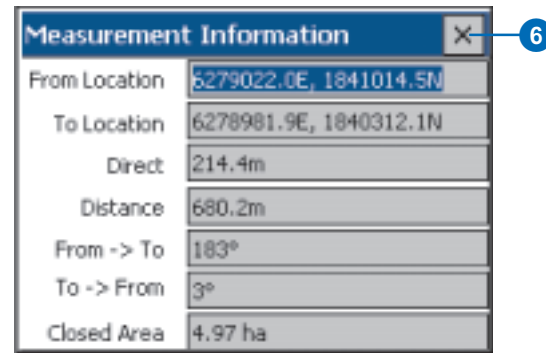 Measurement Information
6
From Location 6279022.0E, 1841014.5N
To Location 6278981.9E, 1840312.1N
Direct 214.4m
Distance 680.2m
From -> To 183°
To -> From 3°
Closed Area 4.97 ha